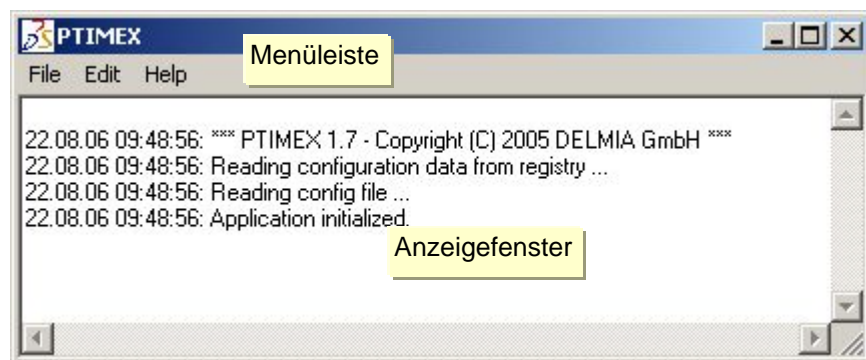 PTIMEX
Menüleiste
File Edit Help
22.08.06 09:48:56: *** PTIMEX 1.7 - Copyright (C) 2005 DELMIA GmbH ***
22.08.06 09:48:56: Reading configuration data from registry ...
22.08.06 09:48:56: Reading config file ...
22.08.06 09:48:56: Application initialized.
Anzeigefenster